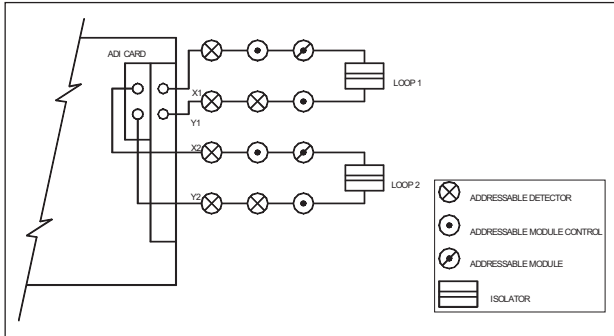 ADI CARD
X1
LOOP 1
Y1
X2
LOOP 2
Y2
ADDRESSABLE DETECTOR
ADDRESSABLE MODULE CONTROL
ADDRESSABLE MODULE
ISOLATOR